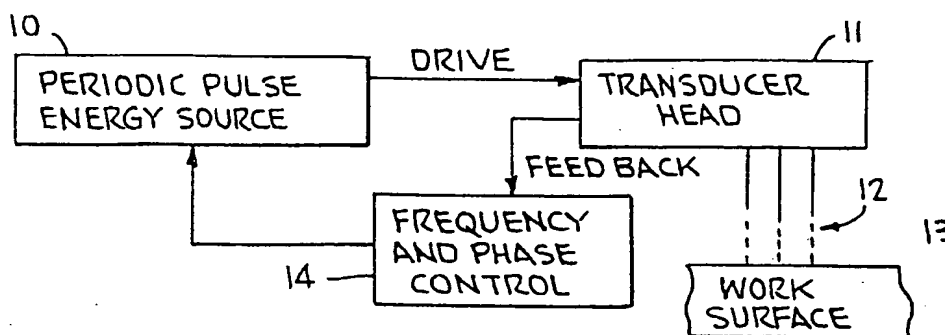 10
PERIODIC PULSE
ENERGY SOURCE
DRIVE
11
TRANSDUCER
HEAD
FEED BACK
12
13
FREQUENCY
AND PHASE
CONTROL
14
WORK
SURFACE